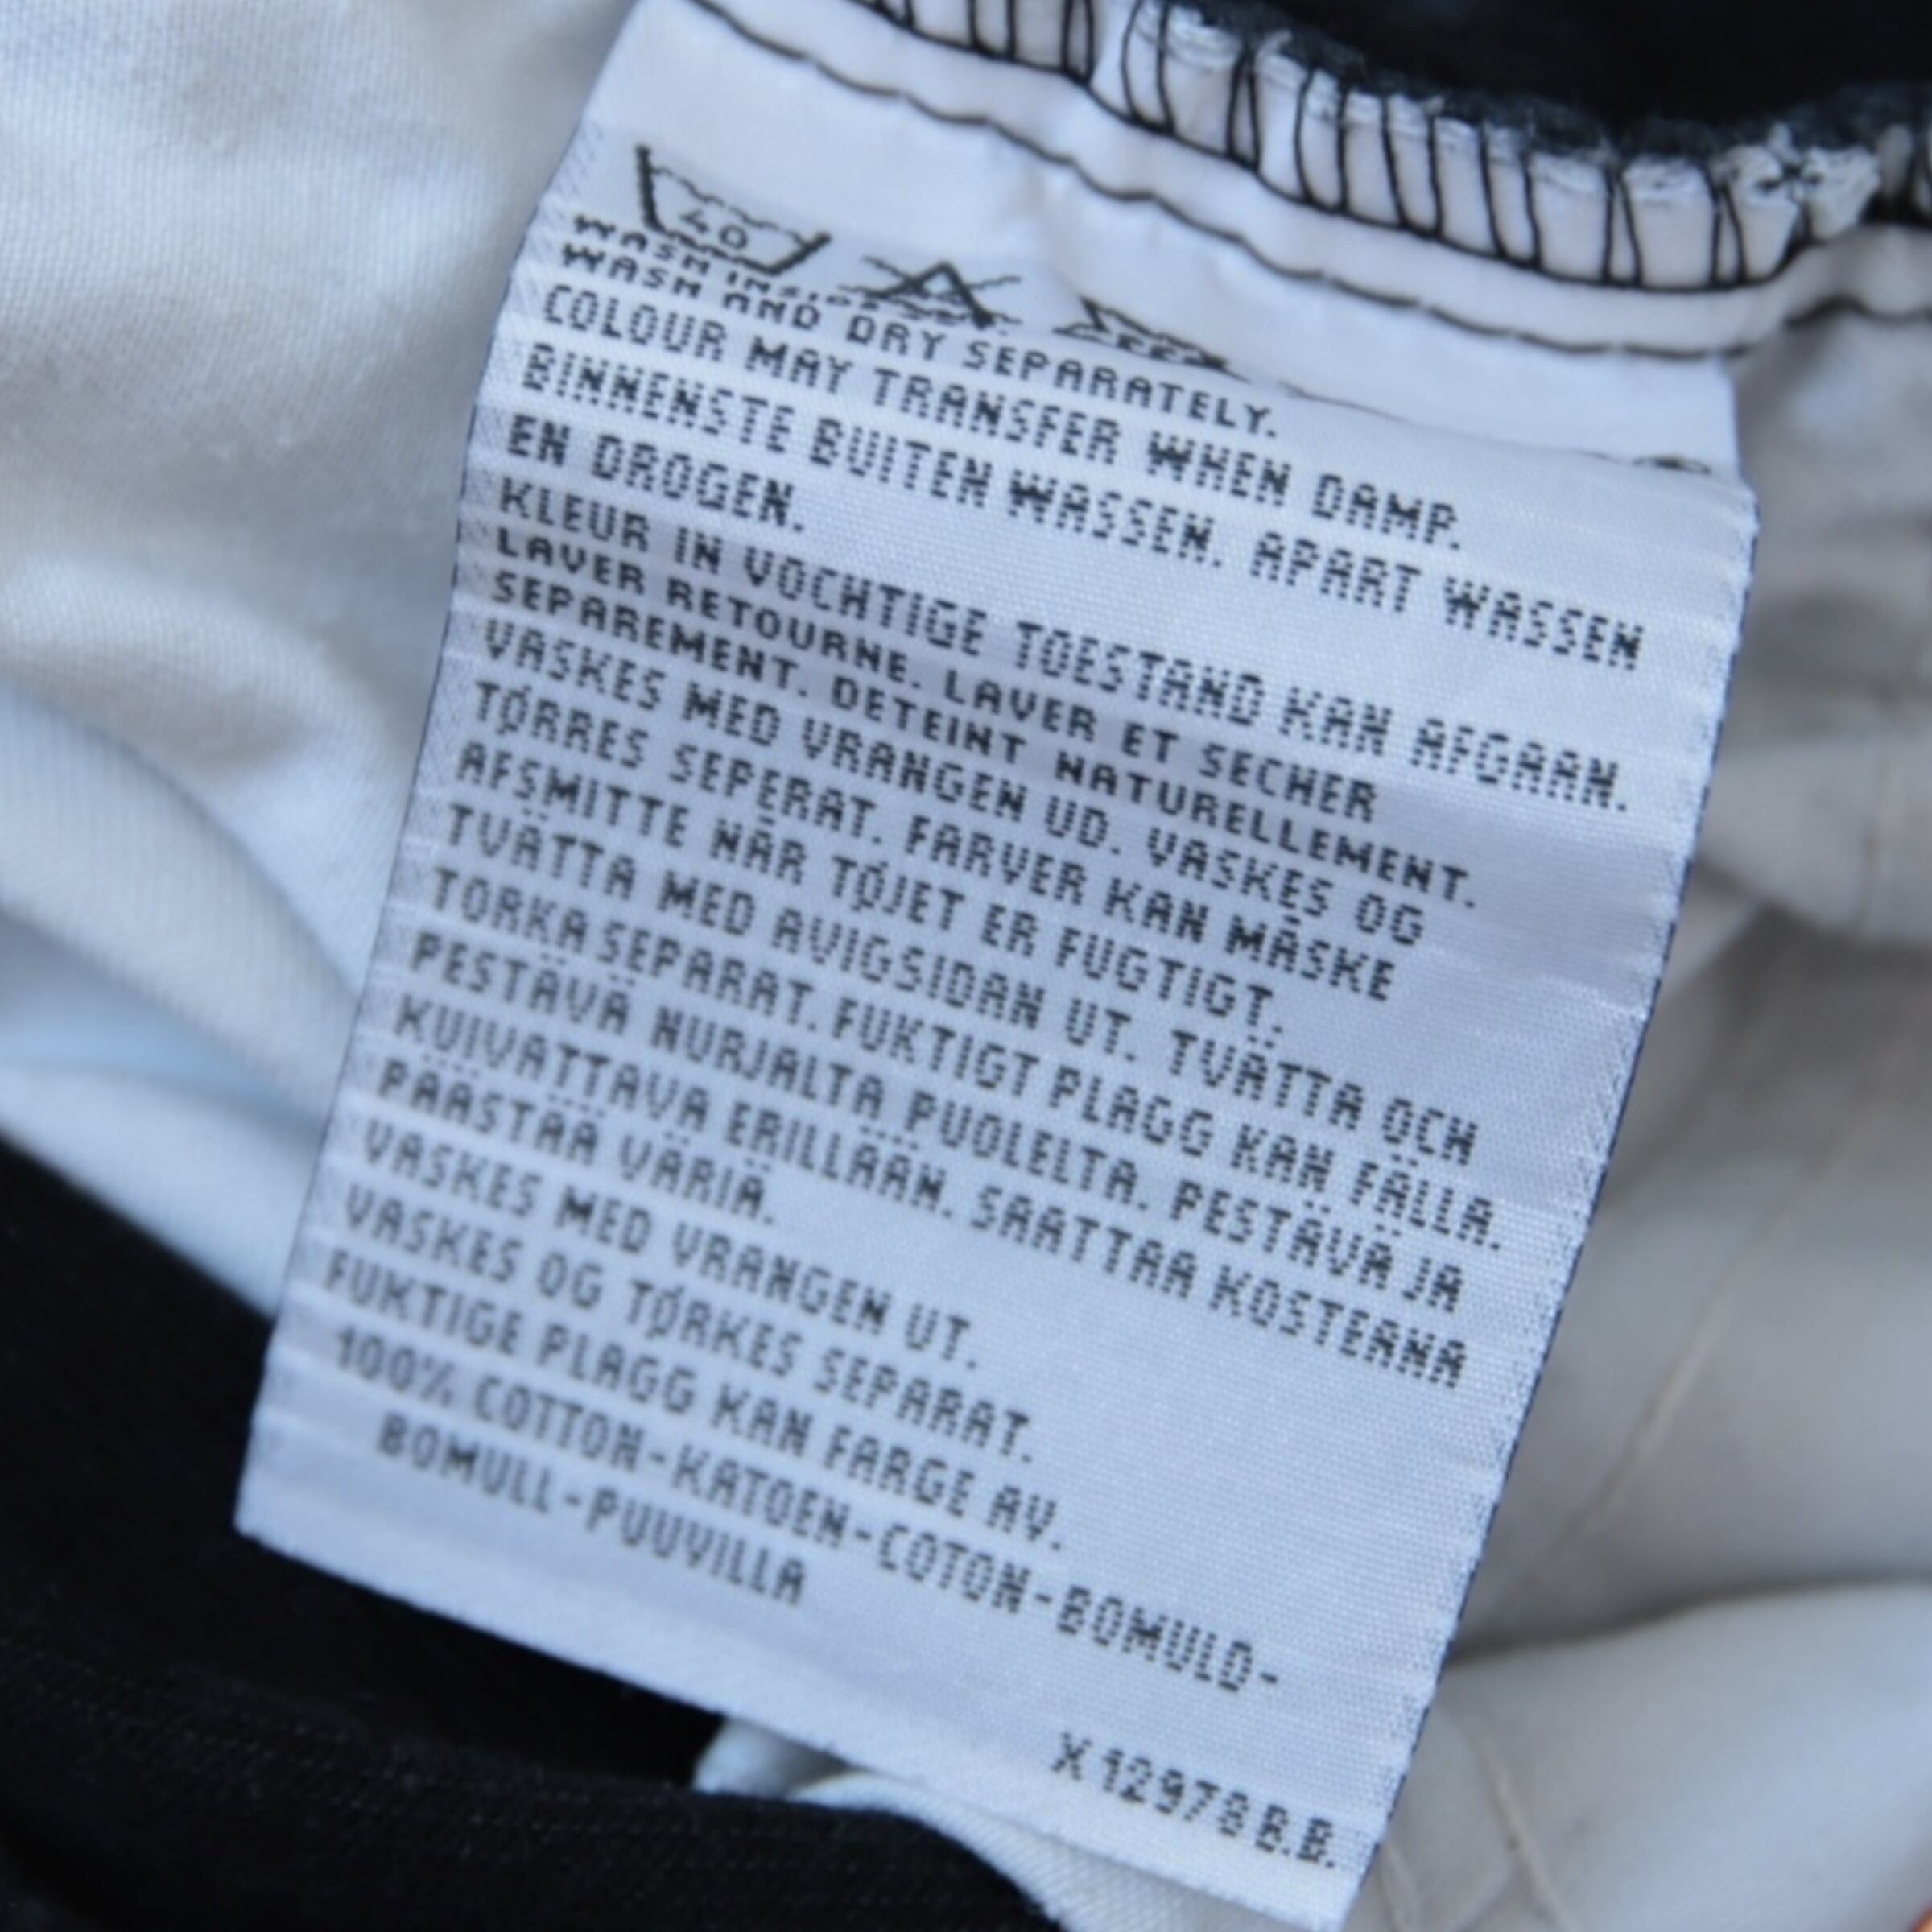 40
WASH INSIDE
WASH AND DRY SEPARATELY.
COLOUR MAY TRANSFER WHEN DAMP.
BINNENSTE BUITEN WASSEN. APART WASSEN
EN DROGEN.
KLEUR IN VOCHTIGE TOESTAND KAN AFGAAN.
LAVER RETOURNE. LAVER ET SECHER
SEPAREMENT. DETEINT NATURELLEMENT.
VASKES MED VRANGEN UD. VASKES OG
TØRRES SEPERAT. FARVER KAN MÅSKE
AFSMITTE NÅR TØJET ER FUGTIGT.
TVÄTTA MED AVIGSIDAN UT. TVÄTTA OCH
TORKA SEPARAT. FUKTIGT PLAGG KAN FÄLLA.
PESTÄVÄ NURJALTA PUOLELTA. PESTÄVÄ JA
KUIVATTAVA ERILLÄÄN. SAATTAA KOSTEANA
PÄÄSTÄÄ VÄRIÄ.
VASKES MED VRANGEN UT.
VASKES OG TØRKES SEPARAT.
FUKTIGE PLAGG KAN FARGE AV.
100% COTTON-KATOEN-COTON-BOMULD-
BOMULL-PUUVILLA
X12978 B.B.